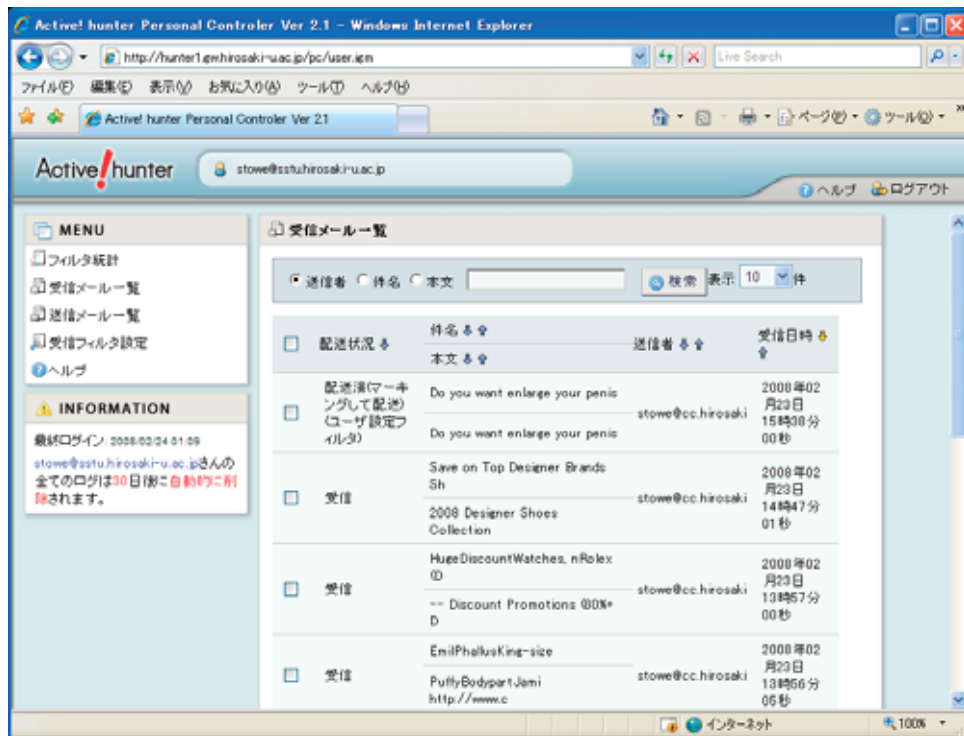 Active! hunter Personal Controler Ver 2.1 - Windows Internet Explorer
http://hunter1.gw.hirosaki-u.ac.jp/pc/user.igm
Live Search
ファイル(F) 編集(E) 表示(V) お気に入り(A) ツール(T) ヘルプ(H)
Active! hunter Personal Controler Ver 2.1
ページ(P) ツール(O)
Active!hunter
stowe@sstu.hirosaki-u.ac.jp
ヘルプ ログアウト
MENU
フィルタ統計
受信メール一覧
送信メール一覧
受信フィルタ設定
ヘルプ
INFORMATION
最終ログイン: 2008/02/24 01:09
stowe@sstu.hirosaki-u.ac.jpさんの
全てのログは30日後に自動的に削
除されます。
受信メール一覧
送信者 件名 本文 検索 表示 10 件
配送状況 件名 送信者 受信日時
本文
配送済(マーキ
ングして配送)
(ユーザ設定フ
ィルタ)
Do you want enlarge your penis
Do you want enlarge your penis
stowe@cc.hirosaki
2008年02
月23日
15時38分
00秒
受信
Save on Top Designer Brands
Sh
2008 Designer Shoes
Collection
stowe@cc.hirosaki
2008年02
月23日
14時47分
01秒
受信
HugeDiscountWatches, nRolex
-- Discount Promotions
D
stowe@cc.hirosaki
2008年02
月23日
13時57分
00秒
受信
EmilPhallusKing-size
PuffyBodypartJami
http://www.c
stowe@cc.hirosaki
2008年02
月23日
13時56分
05秒
インターネット
100%